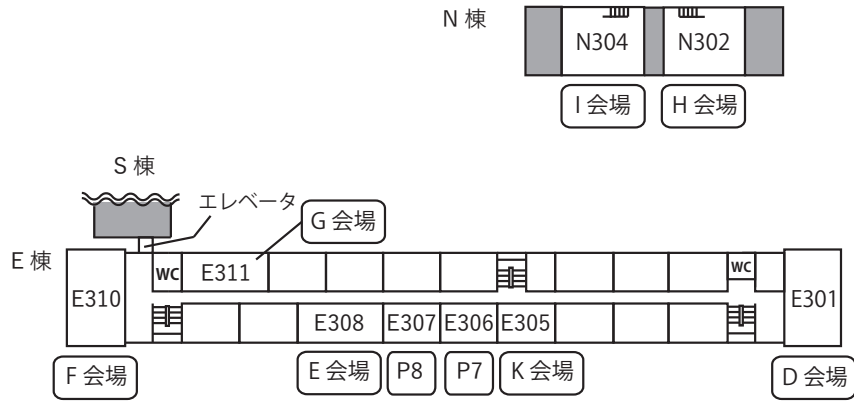 N 棟
N304
N302
I 会場
H 会場
S 棟
エレベータ
G 会場
E 棟
WC
E311
WC
E310
E301
E308
E307
E306
E305
F 会場
E 会場
P8
P7
K 会場
D 会場